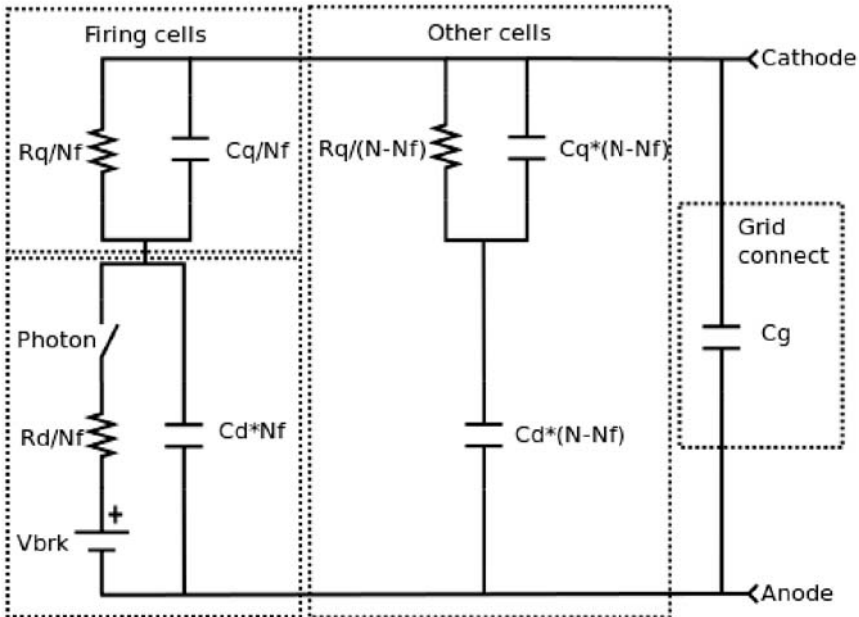 Firing cells
Other cells
Cathode
Rq/Nf
Cq/Nf
Rq/(N-Nf)
Cq*(N-Nf)
Grid
connect
Photon
Cg
Rd/Nf
Cd*Nf
Cd*(N-Nf)
+
Vbrk
Anode